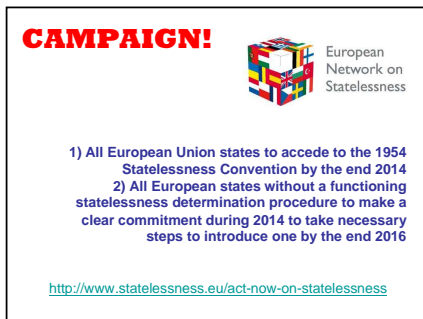 CAMPAIGN!
European
Network on
Statelessness
1) All European Union states to accede to the 1954
Statelessness Convention by the end 2014
2) All European states without a functioning
statelessness determination procedure to make a
clear commitment during 2014 to take necessary
steps to introduce one by the end 2016
http://www.statelessness.eu/act-now-on-statelessness